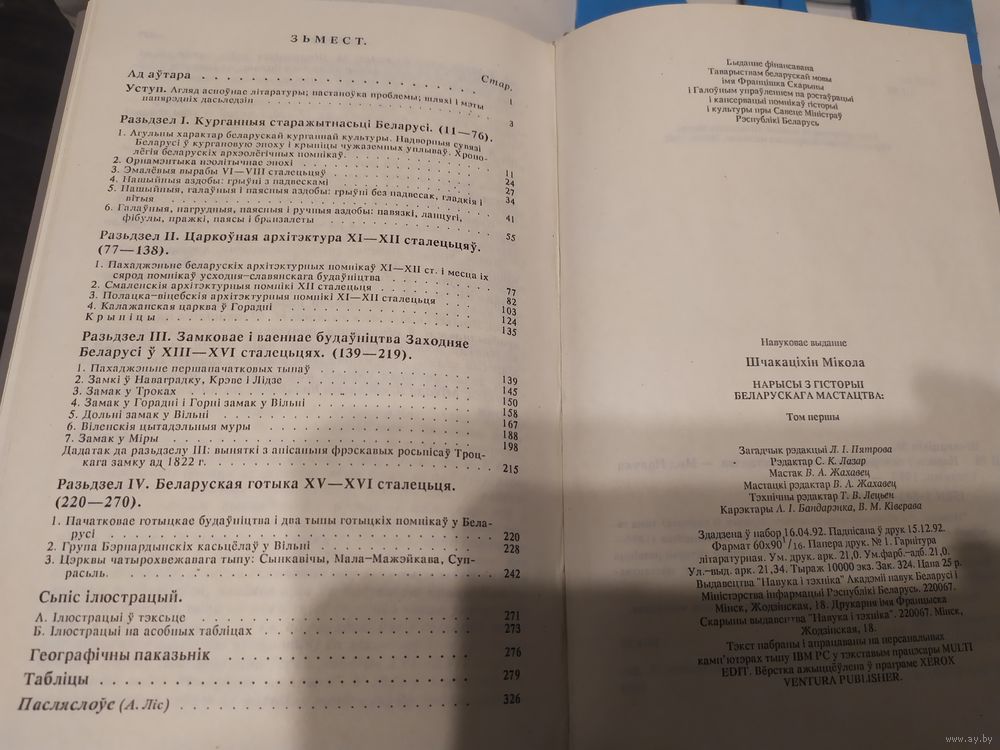 ЗЬМЕСТ.
Стар.
Ад аўтара . . . . . . . . . . . . . . 1
Уступ. Агляд асноўнае літаратуры; пастаноўка проблемы; шляхі і мэты
папярэдніх дасьледзін . . . . . . . . . . . . 3
Разьдзел I. Курганныя старажытнасьці Беларусі. (11—76).
1. Агульны характар беларускай курганнай культуры. Надворныя сувязі
Беларусі ў кургановую эпоху і крыніцы чужаземных уплываў. Хроно-
лёгія беларускіх археолёгічных помнікаў. . . . . . . 11
2. Орнамэнтыка нэолітычнае эпохі . . . . . . . . 24
3. Эмалёвыя вырабы VI—VIII сталецьцяў . . . . . . . 27
4. Нашыйныя аздобы: грыўні з падвескамі . . . . . . . 34
5. Нашыйныя, галаўныя і паясныя аздобы: грыўні без падвесак, гладкія і
вітыя . . . . . . . . . . . . 41
6. Галаўныя, нагрудныя, паясныя і ручныя аздобы: павязкі, ланцугі,
фібулы, пражкі, паясы і бранзалеты . . . . . . . 55
Разьдзел II. Царкоўная архітэктура XI—XII сталецьцяў.
(77—138).
1. Пахаджэньне беларускіх архітэктурных помнікаў XI—XII ст. і месца іх
сярод помнікаў усходня-славянскага будаўніцтва . . . . . 77
2. Смаленскія архітэктурныя помнікі XII сталецьця . . . . . 82
3. Полацка-віцебскія архітэктурныя помнікі XI—XII сталецьця . . . 103
4. Калажанская царква ў Горадні . . . . . . . . 124
Крыніцы . . . . . . . . . . . . 135
Разьдзел III. Замковае і ваеннае будаўніцтва Заходняе
Беларусі ў XIII—XVI сталецьцях. (139—219).
1. Пахаджэньне першапачатковых тыпаў . . . . . . . 139
2. Замкі ў Наваградку, Крэве і Лідзе . . . . . . . . 145
3. Замак у Троках . . . . . . . . . . . 150
4. Замак у Горадні і Горні замак у Вільні . . . . . . . 158
5. Дольні замак у Вільні . . . . . . . . . . 167
6. Віленскія цытадэльныя муры . . . . . . . . . 188
7. Замак у Міры . . . . . . . . . . . . 198
Дадатак да разьдзелу III: выняткі з апісаньня фрэскавых росьпісаў Троц-
кага замку ад 1822 г. . . . . . . . . . . 215
Разьдзел IV. Беларуская готыка XV—XVI сталецьця.
(220—270).
1. Пачатковае готыцкае будаўніцтва і два тыпы готыцкіх помнікаў у Бела-
русі . . . . . . . . . . . . . 220
2. Група Бэрнардынскіх касьцёлаў у Вільні . . . . . . . 228
3. Цэрквы чатырохвежавага тыпу: Сынкавічы, Мала-Мажэйкава, Суп-
расьль. . . . . . . . . . . . . 242
Сьпіс ілюстрацый.
А. Ілюстрацыі ў тэксьце . . . . . . . . . . 271
Б. Ілюстрацыі на асобных табліцах . . . . . . . . 273
Географічны паказьнік . . . . . . . . . . 276
Табліцы . . . . . . . . . . . . . 279
Пасляслоўе (А. Ліс) . . . . . . . . . . . 326
Выданне фінансавана
Таварыствам беларускай мовы
імя Францішка Скарыны
і Галоўным упраўленнем па рэстаўрацыі
і кансервацыі помнікаў гісторыі
і культуры пры Савеце Міністраў
Рэспублікі Беларусь
Навуковае выданне
Шчакаціхін Мікола
НАРЫСЫ З ГІСТОРЫІ
БЕЛАРУСКАГА МАСТАЦТВА:
Том першы
Загадчык рэдакцыі Л. І. Пятрова
Рэдактар С. К. Лазар
Мастак В. А. Жахавец
Мастацкі рэдактар В. А. Жахавец
Тэхнічны рэдактар Т. В. Лецьен
Карэктары Л. І. Бандарэнка, В. М. Ківерава
Здадзена ў набор 16.04.92. Падпісана ў друк 15.12.92.
Фармат 60х90 1/16. Папера друк. № 1. Гарнітура
літаратурная. Ум. друк. арк. 21,0. Ум.фарб.-адб. 21,0.
Ул.-выд. арк. 21,34. Тыраж 10000 экз. Зак. 324. Цана 25 р.
Выдавецтва "Навука і тэхніка" Акадэміі навук Беларусі і
Міністэрства інфармацыі Рэспублікі Беларусь. 220067.
Мінск, Жодзінская, 18. Друкарня імя Францыска
Скарыны выдавецтва "Навука і тэхніка". 220067. Мінск,
Жодзінская, 18.
Тэкст набраны і апрацаваны на персанальных
камп'ютэрах тыпу IBM PC у тэкставым працэсары MULTI
EDIT. Вёрстка ажыццёўлена ў праграме XEROX
VENTURA PUBLISHER.
www.ay.by